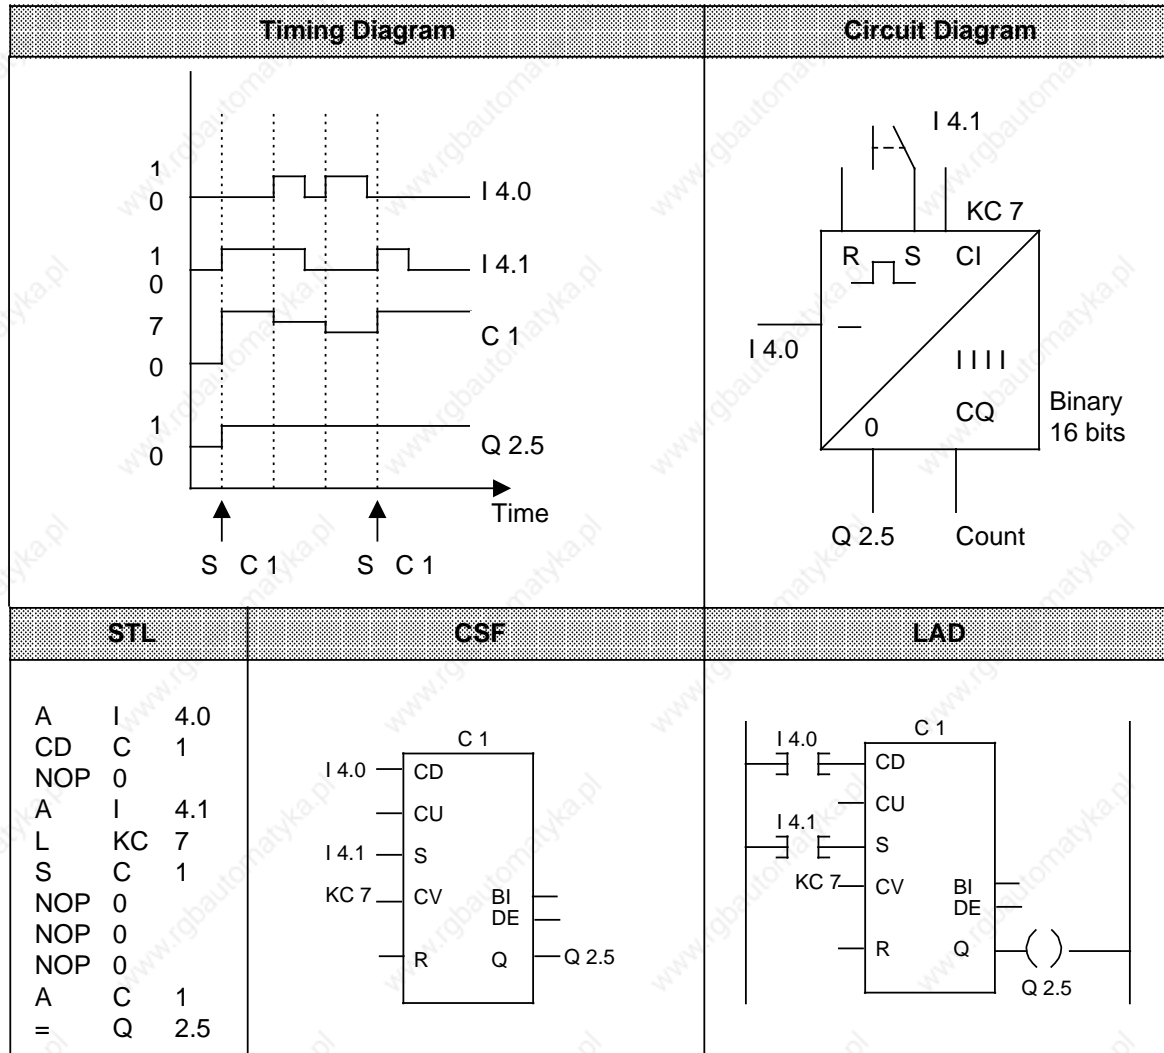 Timing Diagram
Circuit Diagram
1
0
I 4.0
1
0
I 4.1
7
0
C 1
1
0
Q 2.5
Time
S C 1
S C 1
I 4.1
KC 7
R S CI
I 4.0
I I I I
CQ
0
Binary
16 bits
Q 2.5
Count
STL
CSF
LAD
A I 4.0
CD C 1
NOP 0
A I 4.1
L KC 7
S C 1
NOP 0
NOP 0
NOP 0
A C 1
= Q 2.5
C 1
I 4.0 CD
CU
I 4.1 S
KC 7 CV BI
DE
R Q Q 2.5
C 1
I 4.0
CD
CU
I 4.1
S
KC 7 CV BI
DE
R Q
Q 2.5
www.rgbautomatyka.pl